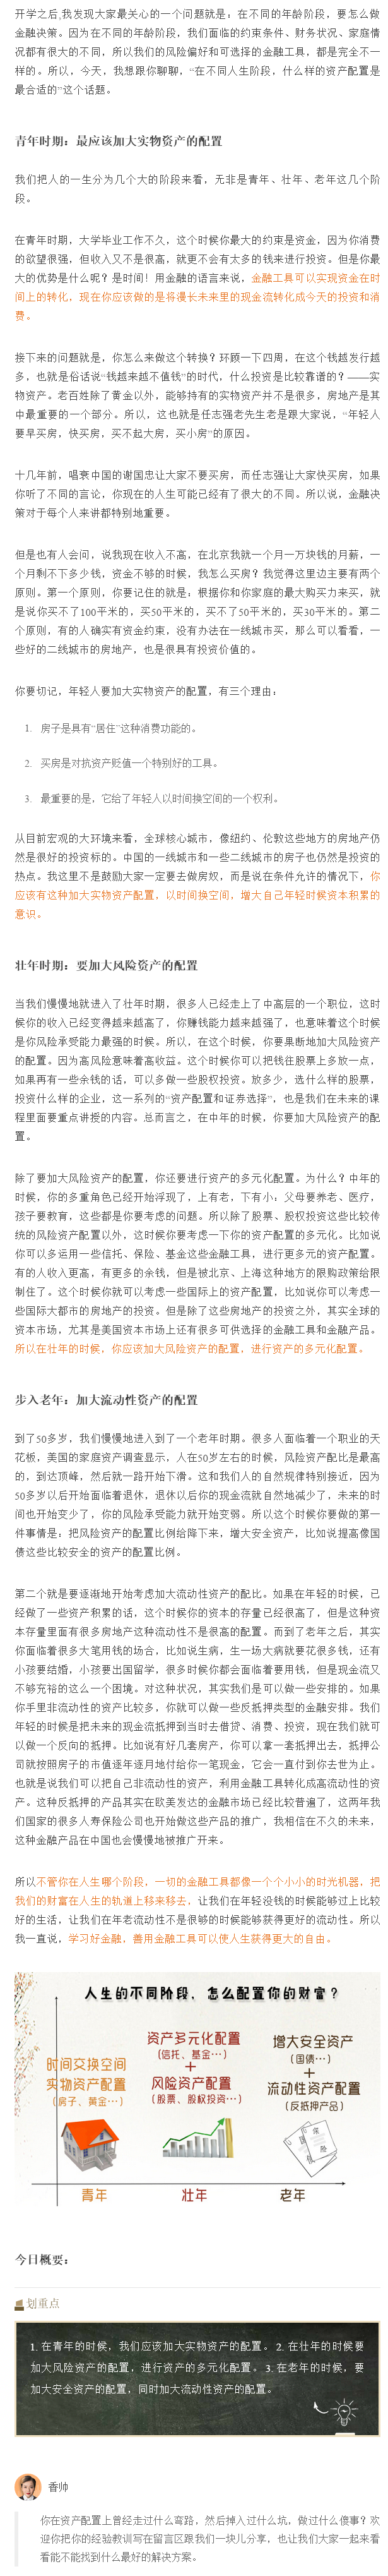 开学之后,我发现大家最关心的一个问题就是：在不同的年龄阶段，要怎么做
金融决策。因为在不同的年龄阶段，我们面临的约束条件、财务状况、家庭情
况都有很大的不同，所以我们的风险偏好和可选择的金融工具，都是完全不一
样的。所以，今天，我想跟你聊聊，“在不同人生阶段，什么样的资产配置是
最合适的”这个话题。
青年时期：最应该加大实物资产的配置
我们把人的一生分为几个大的阶段来看，无非是青年、壮年、老年这几个阶
段。
在青年时期，大学毕业工作不久，这个时候你最大的约束是资金，因为你消费
的欲望很强，但收入又不是很高，就更不会有太多的钱来进行投资。但是你最
大的优势是什么呢？是时间！用金融的语言来说，金融工具可以实现资金在时
间上的转化，现在你应该做的是将漫长未来里的现金流转化成今天的投资和消
费。
接下来的问题就是，你怎么来做这个转换？环顾一下四周，在这个钱越发行越
多，也就是俗话说“钱越来越不值钱”的时代，什么投资是比较靠谱的？——实
物资产。老百姓除了黄金以外，能够持有的实物资产并不是很多，房地产是其
中最重要的一个部分。所以，这也就是任志强老先生老是跟大家说，“年轻人
要早买房，快买房，买不起大房，买小房”的原因。
十几年前，唱衰中国的谢国忠让大家不要买房，而任志强让大家快买房，如果
你听了不同的言论，你现在的人生可能已经有了很大的不同。所以说，金融决
策对于每个人来讲都特别地重要。
但是也有人会问，说我现在收入不高，在北京我就一个月一万块钱的月薪，一
个月剩不下多少钱，资金不够的时候，我怎么买房？我觉得这里边主要有两个
原则。第一个原则，你要记住的就是：根据你和你家庭的最大购买力来买，就
是说你买不了100平米的，买50平米的，买不了50平米的，买30平米的。第二
个原则，有的人确实有资金约束，没有办法在一线城市买，那么可以看看，一
些好的二线城市的房地产，也是很具有投资价值的。
你要切记，年轻人要加大实物资产的配置，有三个理由：
1. 房子是具有“居住”这种消费功能的。
2. 买房是对抗资产贬值一个特别好的工具。
3. 最重要的是，它给了年轻人以时间换空间的一个权利。
从目前宏观的大环境来看，全球核心城市，像纽约、伦敦这些地方的房地产仍
然是很好的投资标的。中国的一线城市和一些二线城市的房子也仍然是投资的
热点。我这里不是鼓励大家一定要去做房奴，而是说在条件允许的情况下，你
应该有这种加大实物资产配置，以时间换空间，增大自己年轻时候资本积累的
意识。
壮年时期：要加大风险资产的配置
当我们慢慢地就进入了壮年时期，很多人已经走上了中高层的一个职位，这时
候你的收入已经变得越来越高了，你赚钱能力越来越强了，也意味着这个时候
是你风险承受能力最强的时候。所以，在这个时候，你要果断地加大风险资产
的配置。因为高风险意味着高收益。这个时候你可以把钱往股票上多放一点，
如果再有一些余钱的话，可以多做一些股权投资。放多少，选什么样的股票，
投资什么样的企业，这一系列的“资产配置和证券选择”，也是我们在未来的课
程里面要重点讲授的内容。总而言之，在中年的时候，你要加大风险资产的配
置。
除了要加大风险资产的配置，你还要进行资产的多元化配置。为什么？中年的
时候，你的多重角色已经开始浮现了，上有老，下有小：父母要养老、医疗，
孩子要教育，这些都是你要考虑的问题。所以除了股票、股权投资这些比较传
统的风险资产配置以外，这时候你要考虑一下你的资产配置的多元化。比如说
你可以多运用一些信托、保险、基金这些金融工具，进行更多元的资产配置。
有的人收入更高，有更多的余钱，但是被北京、上海这种地方的限购政策给限
制住了。这个时候你就可以考虑一些国际上的资产配置，比如说你可以考虑一
些国际大都市的房地产的投资。但是除了这些房地产的投资之外，其实全球的
资本市场，尤其是美国资本市场上还有很多可供选择的金融工具和金融产品。
所以在壮年的时候，你应该加大风险资产的配置，进行资产的多元化配置。
步入老年：加大流动性资产的配置
到了50多岁，我们慢慢地进入到了一个老年时期。很多人面临着一个职业的天
花板，美国的家庭资产调查显示，人在50岁左右的时候，风险资产配比是最高
的，到达顶峰，然后就一路开始下滑。这和我们人的自然规律特别接近，因为
50多岁以后开始面临着退休，退休以后你的现金流就自然地减少了，未来的时
间也开始变少了，你的风险承受能力就开始变弱。所以这个时候你要做的第一
件事情是：把风险资产的配置比例给降下来，增大安全资产，比如说提高像国
债这些比较安全的资产的配置比例。
第二个就是要逐渐地开始考虑加大流动性资产的配比。如果在年轻的时候，已
经做了一些资产积累的话，这个时候你的资本的存量已经很高了，但是这种资
本存量里面有很多房地产这种流动性不是很高的配置。而到了老年之后，其实
你面临着很多大笔用钱的场合，比如说生病，生一场大病就要花很多钱，还有
小孩要结婚，小孩要出国留学，很多时候你都会面临着要用钱，但是现金流又
不够充裕的这么一个困境。对这种状况，其实我们是可以做一些安排的。如果
你手里非流动性的资产比较多，你就可以做一些反抵押类型的金融安排。我们
年轻的时候是把未来的现金流抵押到当时去借贷、消费、投资，现在我们就可
以做一个反向的抵押。比如说有好几套房产，你可以拿一套抵押出去，抵押公
司就按照房子的市值逐年逐月地付给你一笔现金，它会一直付到你去世为止。
也就是说我们可以把自己非流动性的资产，利用金融工具转化成高流动性的资
产。这种反抵押的产品其实在欧美发达的金融市场已经比较普遍了，这两年我
们国家的很多人寿保险公司也开始做这些产品的推广，我相信在不久的未来，
这种金融产品在中国也会慢慢地被推广开来。
所以不管你在人生哪个阶段，一切的金融工具都像一个个小小的时光机器，把
我们的财富在人生的轨道上移来移去，让我们在年轻没钱的时候能够过上比较
好的生活，让我们在年老流动性不是很够的时候能够获得更好的流动性。所以
我一直说，学习好金融，善用金融工具可以使人生获得更大的自由。
人生的不同阶段，怎么配置你的财富？
时间交换空间
实物资产配置
（房子、黄金…）
资产多元化配置
（信托、基金…）
+
风险资产配置
（股票、股权投资…）
增大安全资产
（国债…）
+
流动性资产配置
（反抵押产品）
保险
青年
壮年
老年
今日概要：
划重点
1. 在青年的时候，我们应该加大实物资产的配置。 2. 在壮年的时候要
加大风险资产的配置，进行资产的多元化配置。 3. 在老年的时候，要
加大安全资产的配置，同时加大流动性资产的配置。
香帅
你在资产配置上曾经走过什么弯路，然后掉入过什么坑，做过什么傻事？欢
迎你把你的经验教训写在留言区跟我们一块儿分享，也让我们大家一起来看
看能不能找到什么最好的解决方案。